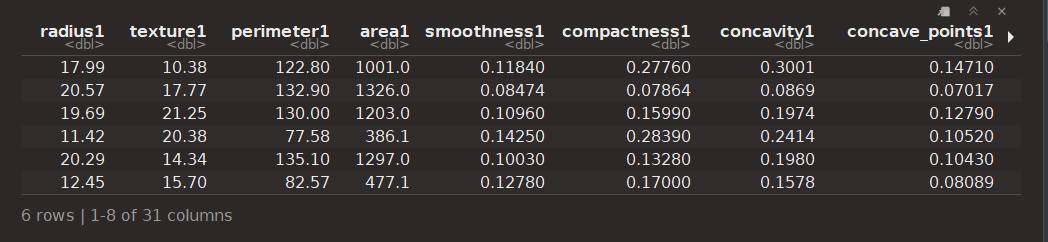 radius1 texture1 perimeter1 area1 smoothness1 compactness1 concavity1 concave_points1
<dbl> <dbl> <dbl> <dbl> <dbl> <dbl> <dbl> <dbl>
17.99 10.38 122.80 1001.0 0.11840 0.27760 0.3001 0.14710
20.57 17.77 132.90 1326.0 0.08474 0.07864 0.0869 0.07017
19.69 21.25 130.00 1203.0 0.10960 0.15990 0.1974 0.12790
11.42 20.38 77.58 386.1 0.14250 0.28390 0.2414 0.10520
20.29 14.34 135.10 1297.0 0.10030 0.13280 0.1980 0.10430
12.45 15.70 82.57 477.1 0.12780 0.17000 0.1578 0.08089
6 rows | 1-8 of 31 columns